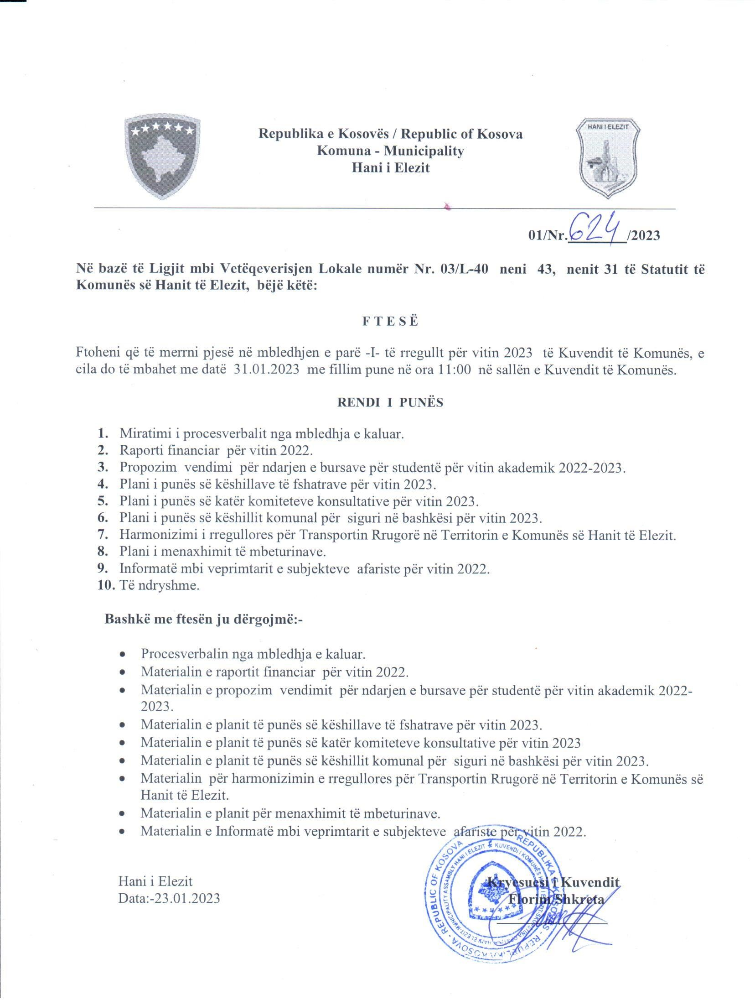 Republika e Kosovës / Republic of Kosova
Komuna - Municipality
Hani i Elezit
HANI I ELEZIT
01/Nr. 624 /2023
Në bazë të Ligjit mbi Vetëqeverisjen Lokale numër Nr. 03/L-40 neni 43, nenit 31 të Statutit të
Komunës së Hanit të Elezit, bëjë këtë:
F T E S Ë
Ftoheni që të merrni pjesë në mbledhjen e parë -I- të rregullt për vitin 2023 të Kuvendit të Komunës, e
cila do të mbahet me datë 31.01.2023 me fillim pune në ora 11:00 në sallën e Kuvendit të Komunës.
RENDI I PUNËS
1. Miratimi i procesverbalit nga mbledhja e kaluar.
2. Raporti financiar për vitin 2022.
3. Propozim vendimi për ndarjen e bursave për studentë për vitin akademik 2022-2023.
4. Plani i punës së këshillave të fshatrave për vitin 2023.
5. Plani i punës së katër komiteteve konsultative për vitin 2023.
6. Plani i punës së këshillit komunal për siguri në bashkësi për vitin 2023.
7. Harmonizimi i rregullores për Transportin Rrugorë në Territorin e Komunës së Hanit të Elezit.
8. Plani i menaxhimit të mbeturinave.
9. Informatë mbi veprimtarit e subjekteve afariste për vitin 2022.
10. Të ndryshme.
Bashkë me ftesën ju dërgojmë:-
• Procesverbalin nga mbledhja e kaluar.
• Materialin e raportit financiar për vitin 2022.
• Materialin e propozim vendimit për ndarjen e bursave për studentë për vitin akademik 2022-
2023.
• Materialin e planit të punës së këshillave të fshatrave për vitin 2023.
• Materialin e planit të punës së katër komiteteve konsultative për vitin 2023
• Materialin e planit të punës së këshillit komunal për siguri në bashkësi për vitin 2023.
• Materialin për harmonizimin e rregullores për Transportin Rrugorë në Territorin e Komunës së
Hanit të Elezit.
• Materialin e planit për menaxhimit të mbeturinave.
• Materialin e Informatë mbi veprimtarit e subjekteve afariste për vitin 2022.
Hani i Elezit
Data:-23.01.2023
Kryesuesi i Kuvendit
Florim Shkreta
REPUBLIKA E KOSOVËS - REPUBLIKA KOSOVA - REPUBLIC OF KOSOVA
KUVENDI I KOMUNËS HANI I ELEZIT-SKUPŠTINA OPŠTINA HANI ELEZIT-MUNICIPALITY ASSAMBLY HANI I ELEZIT